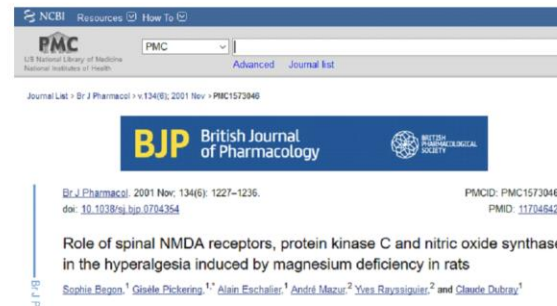 NCBI Resources How To
PMC
US National Library of Medicine
National Institutes of Health
PMC
Advanced Journal list
Journal List > Br J Pharmacol > v.134(6); 2001 Nov > PMC1573046
BJP British Journal of Pharmacology
BRITISH PHARMACOLOGICAL SOCIETY
Br J Pharmacol. 2001 Nov; 134(6): 1227–1236.
PMCID: PMC1573046
doi: 10.1038/sj.bjp.0704354
PMID: 11704642
Role of spinal NMDA receptors, protein kinase C and nitric oxide synthase
in the hyperalgesia induced by magnesium deficiency in rats
Sophie Begon,1 Gisèle Pickering,1,* Alain Eschalier,1 André Mazur,2 Yves Rayssiguier,2 and Claude Dubray1
Br J P